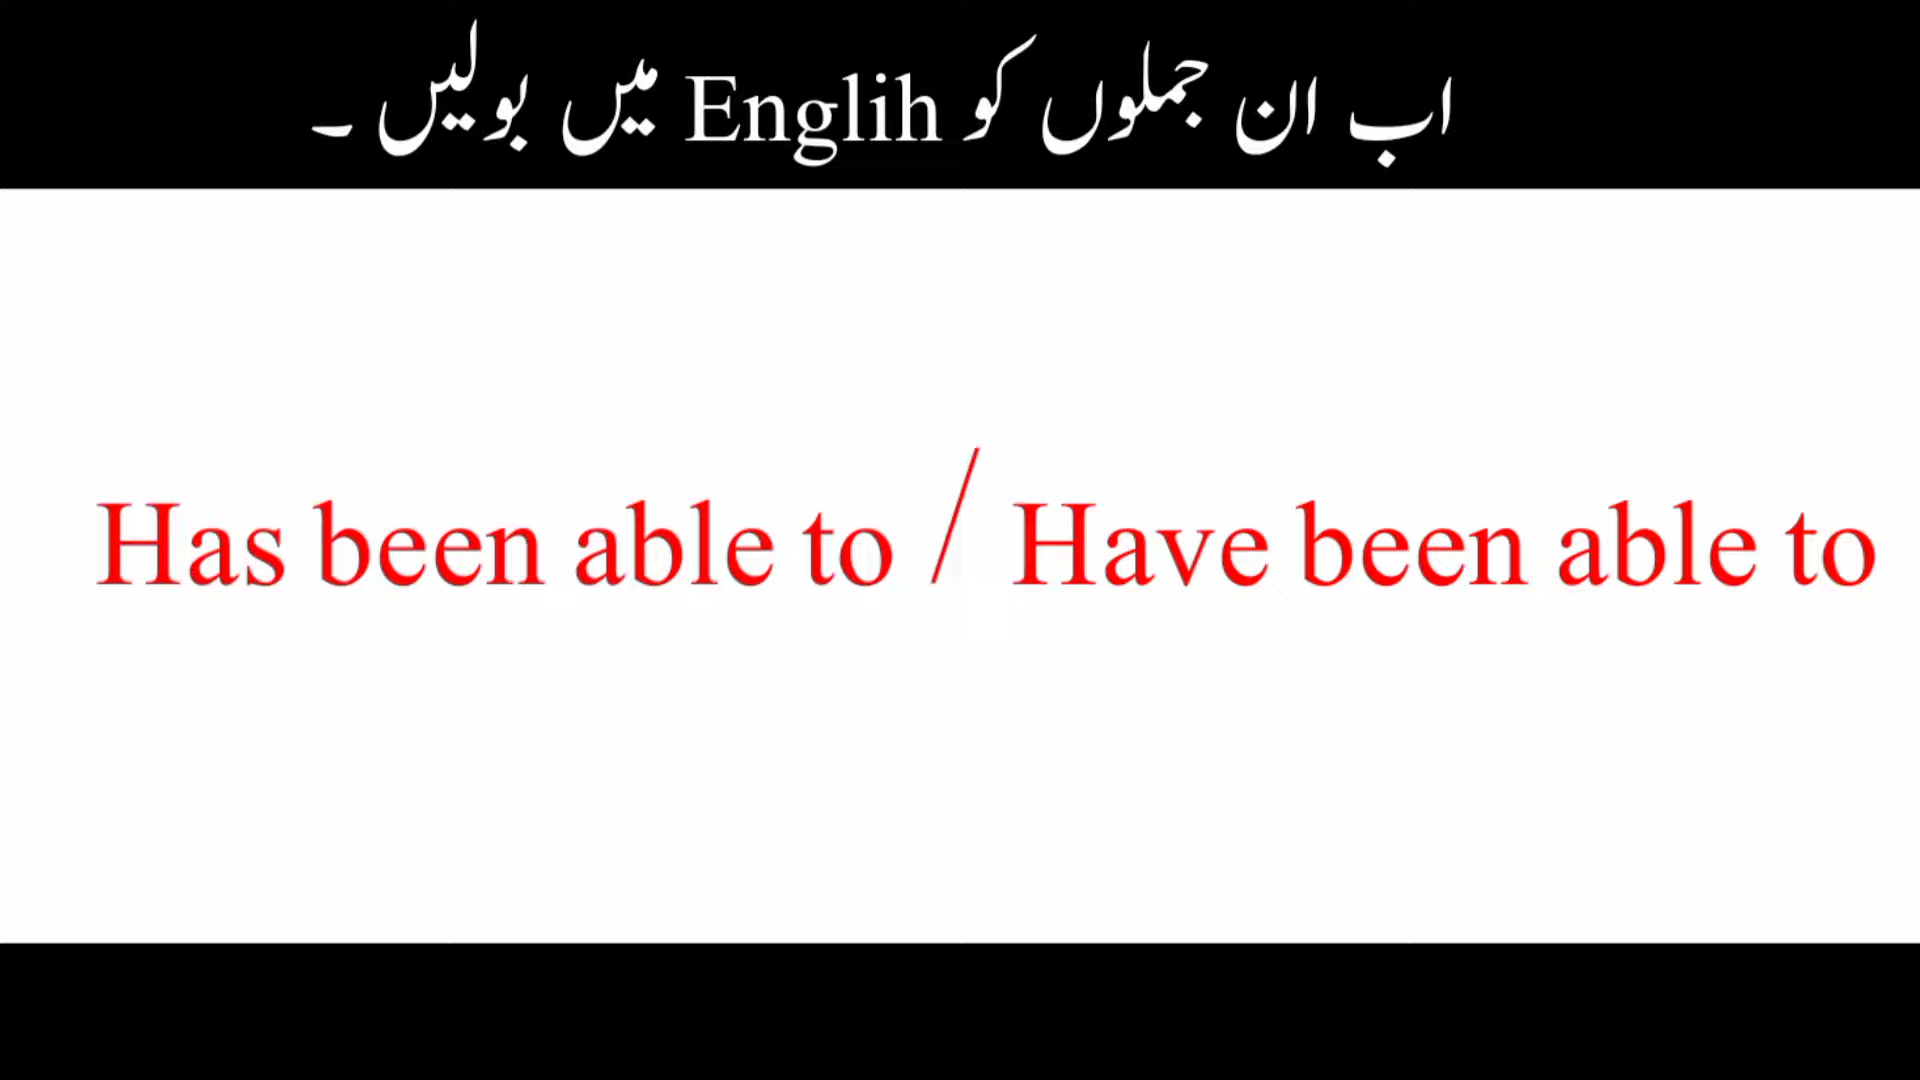 اب ان جملوں کو Englih میں بولیں ۔
Has been able to / Have been able to